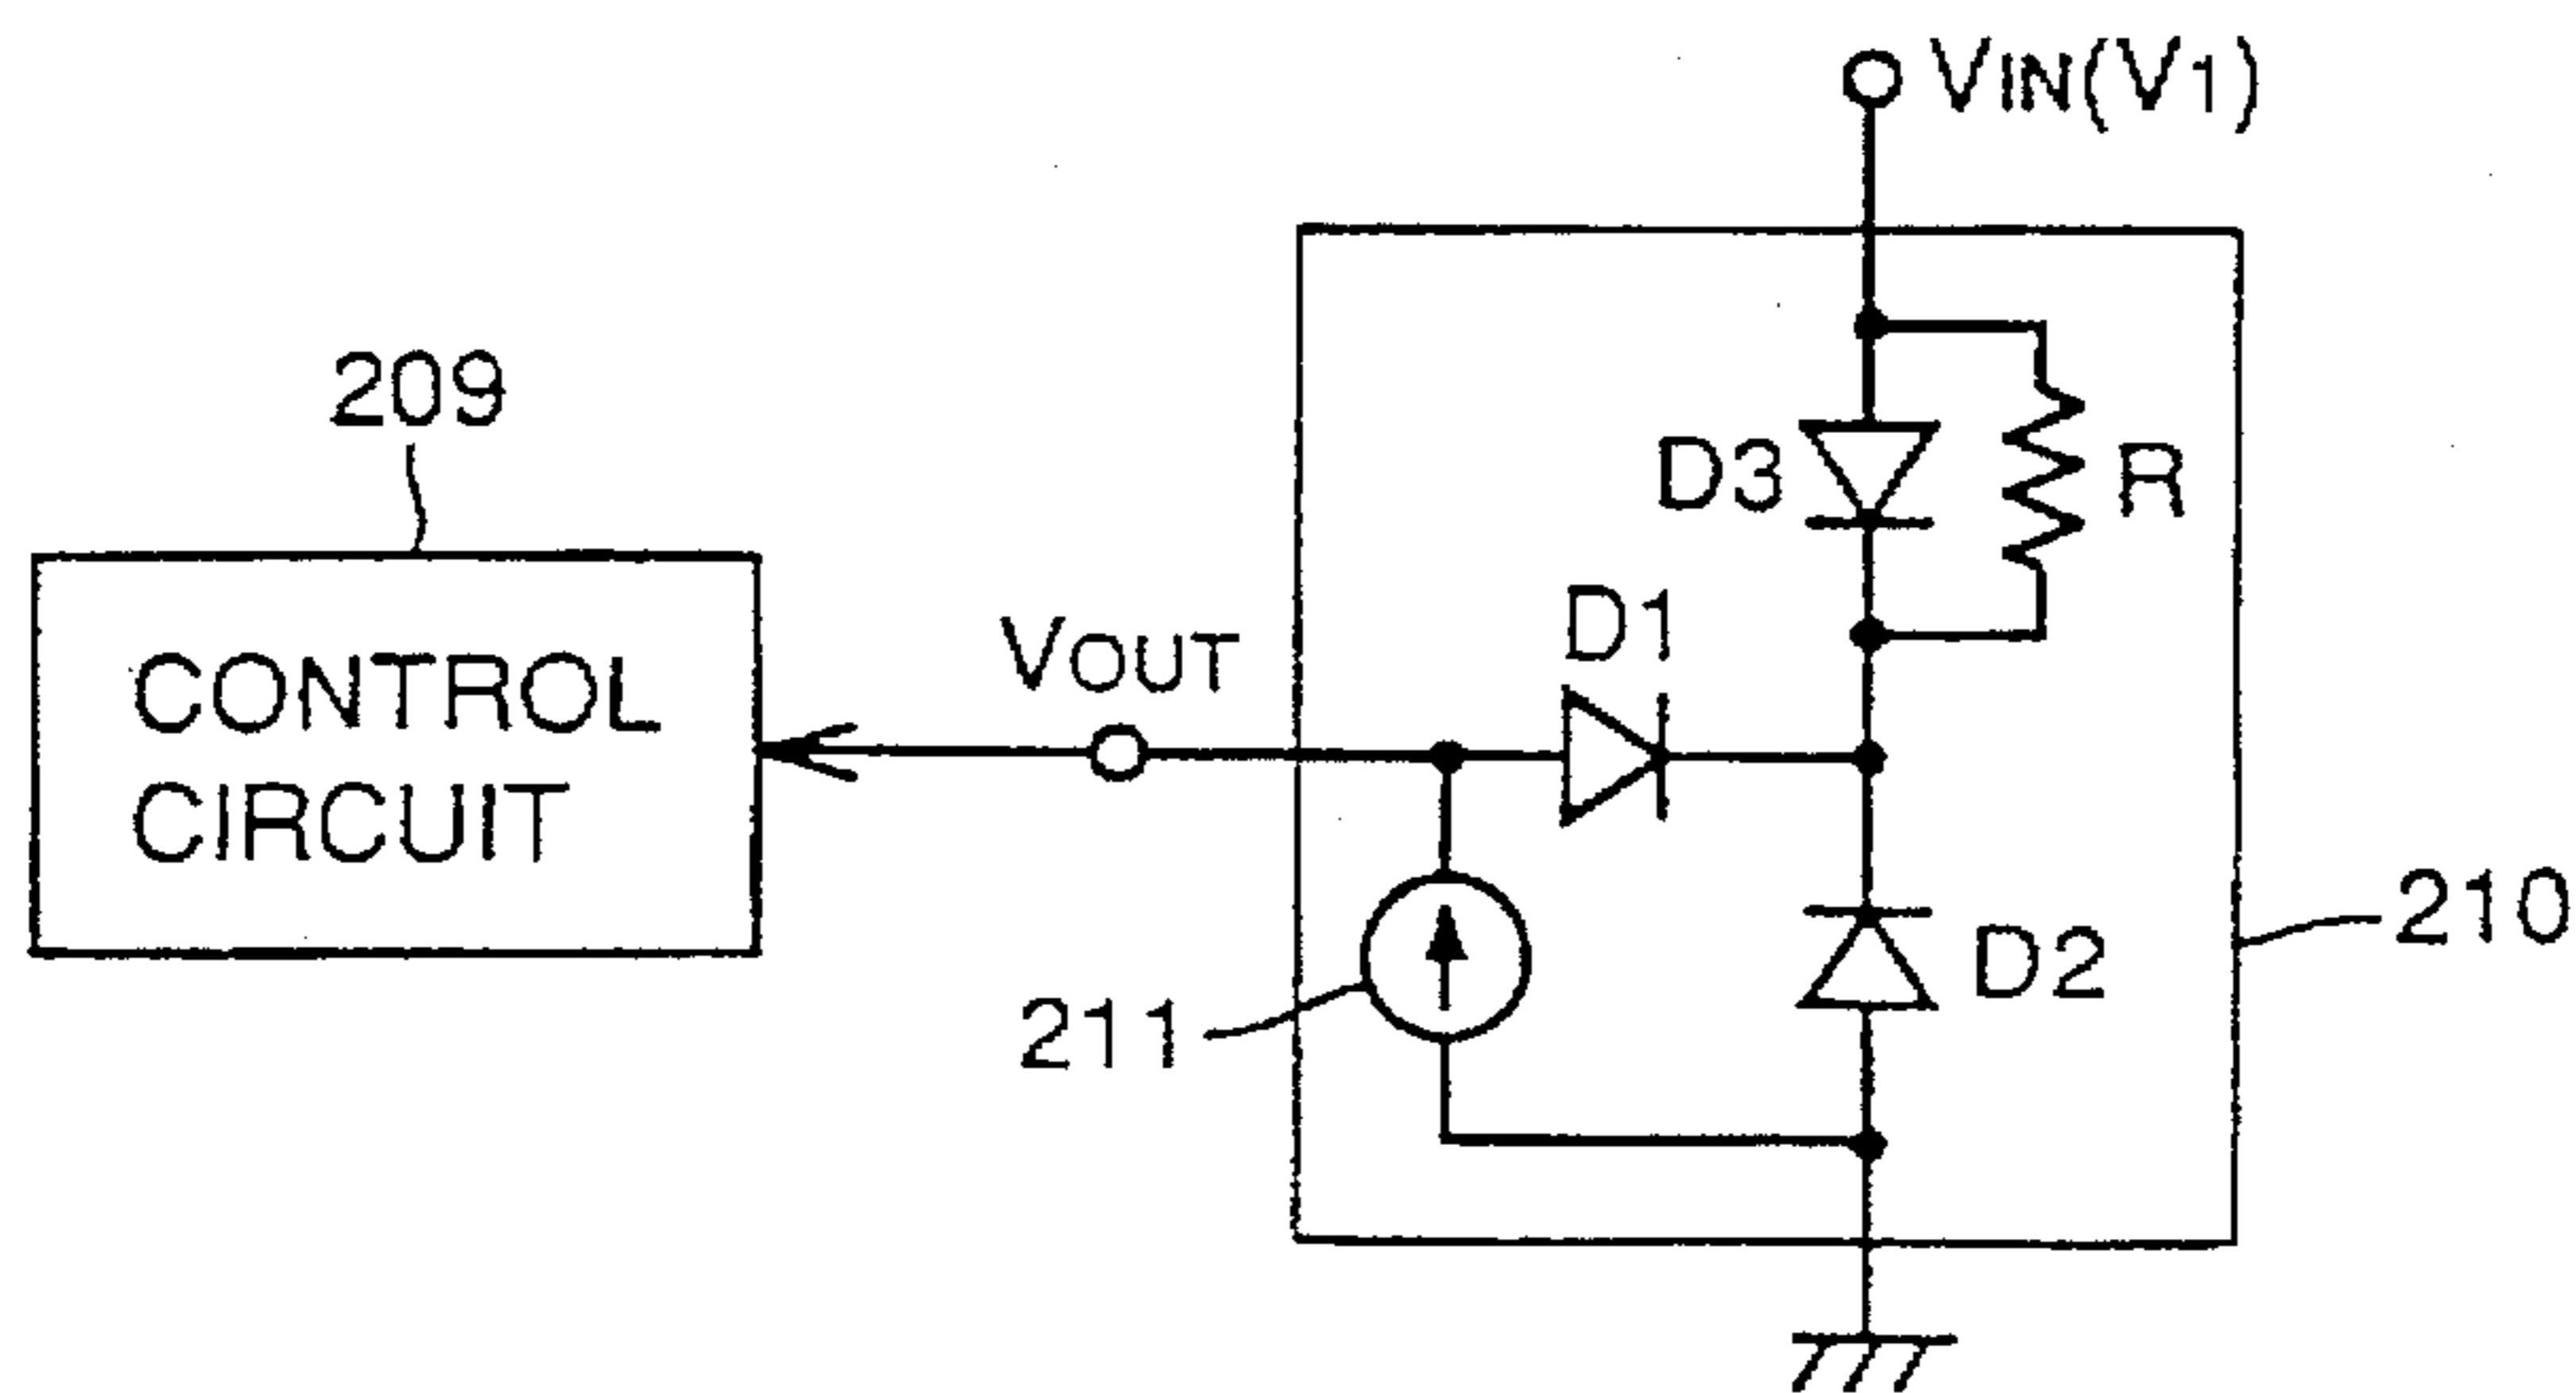 VIN(V1)
209
D3
R
D1
CONTROL
CIRCUIT
VOUT
D2
210
211